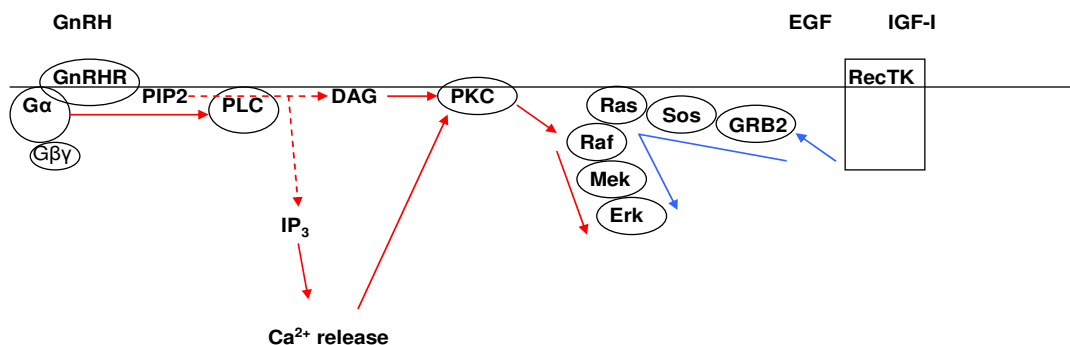 GnRH
EGF
IGF-I
GnRHR
RecTK
Gα
PIP2
PLC
DAG
PKC
Ras
Sos
GRB2
Gβγ
Raf
Mek
Erk
IP₃
Ca²⁺ release